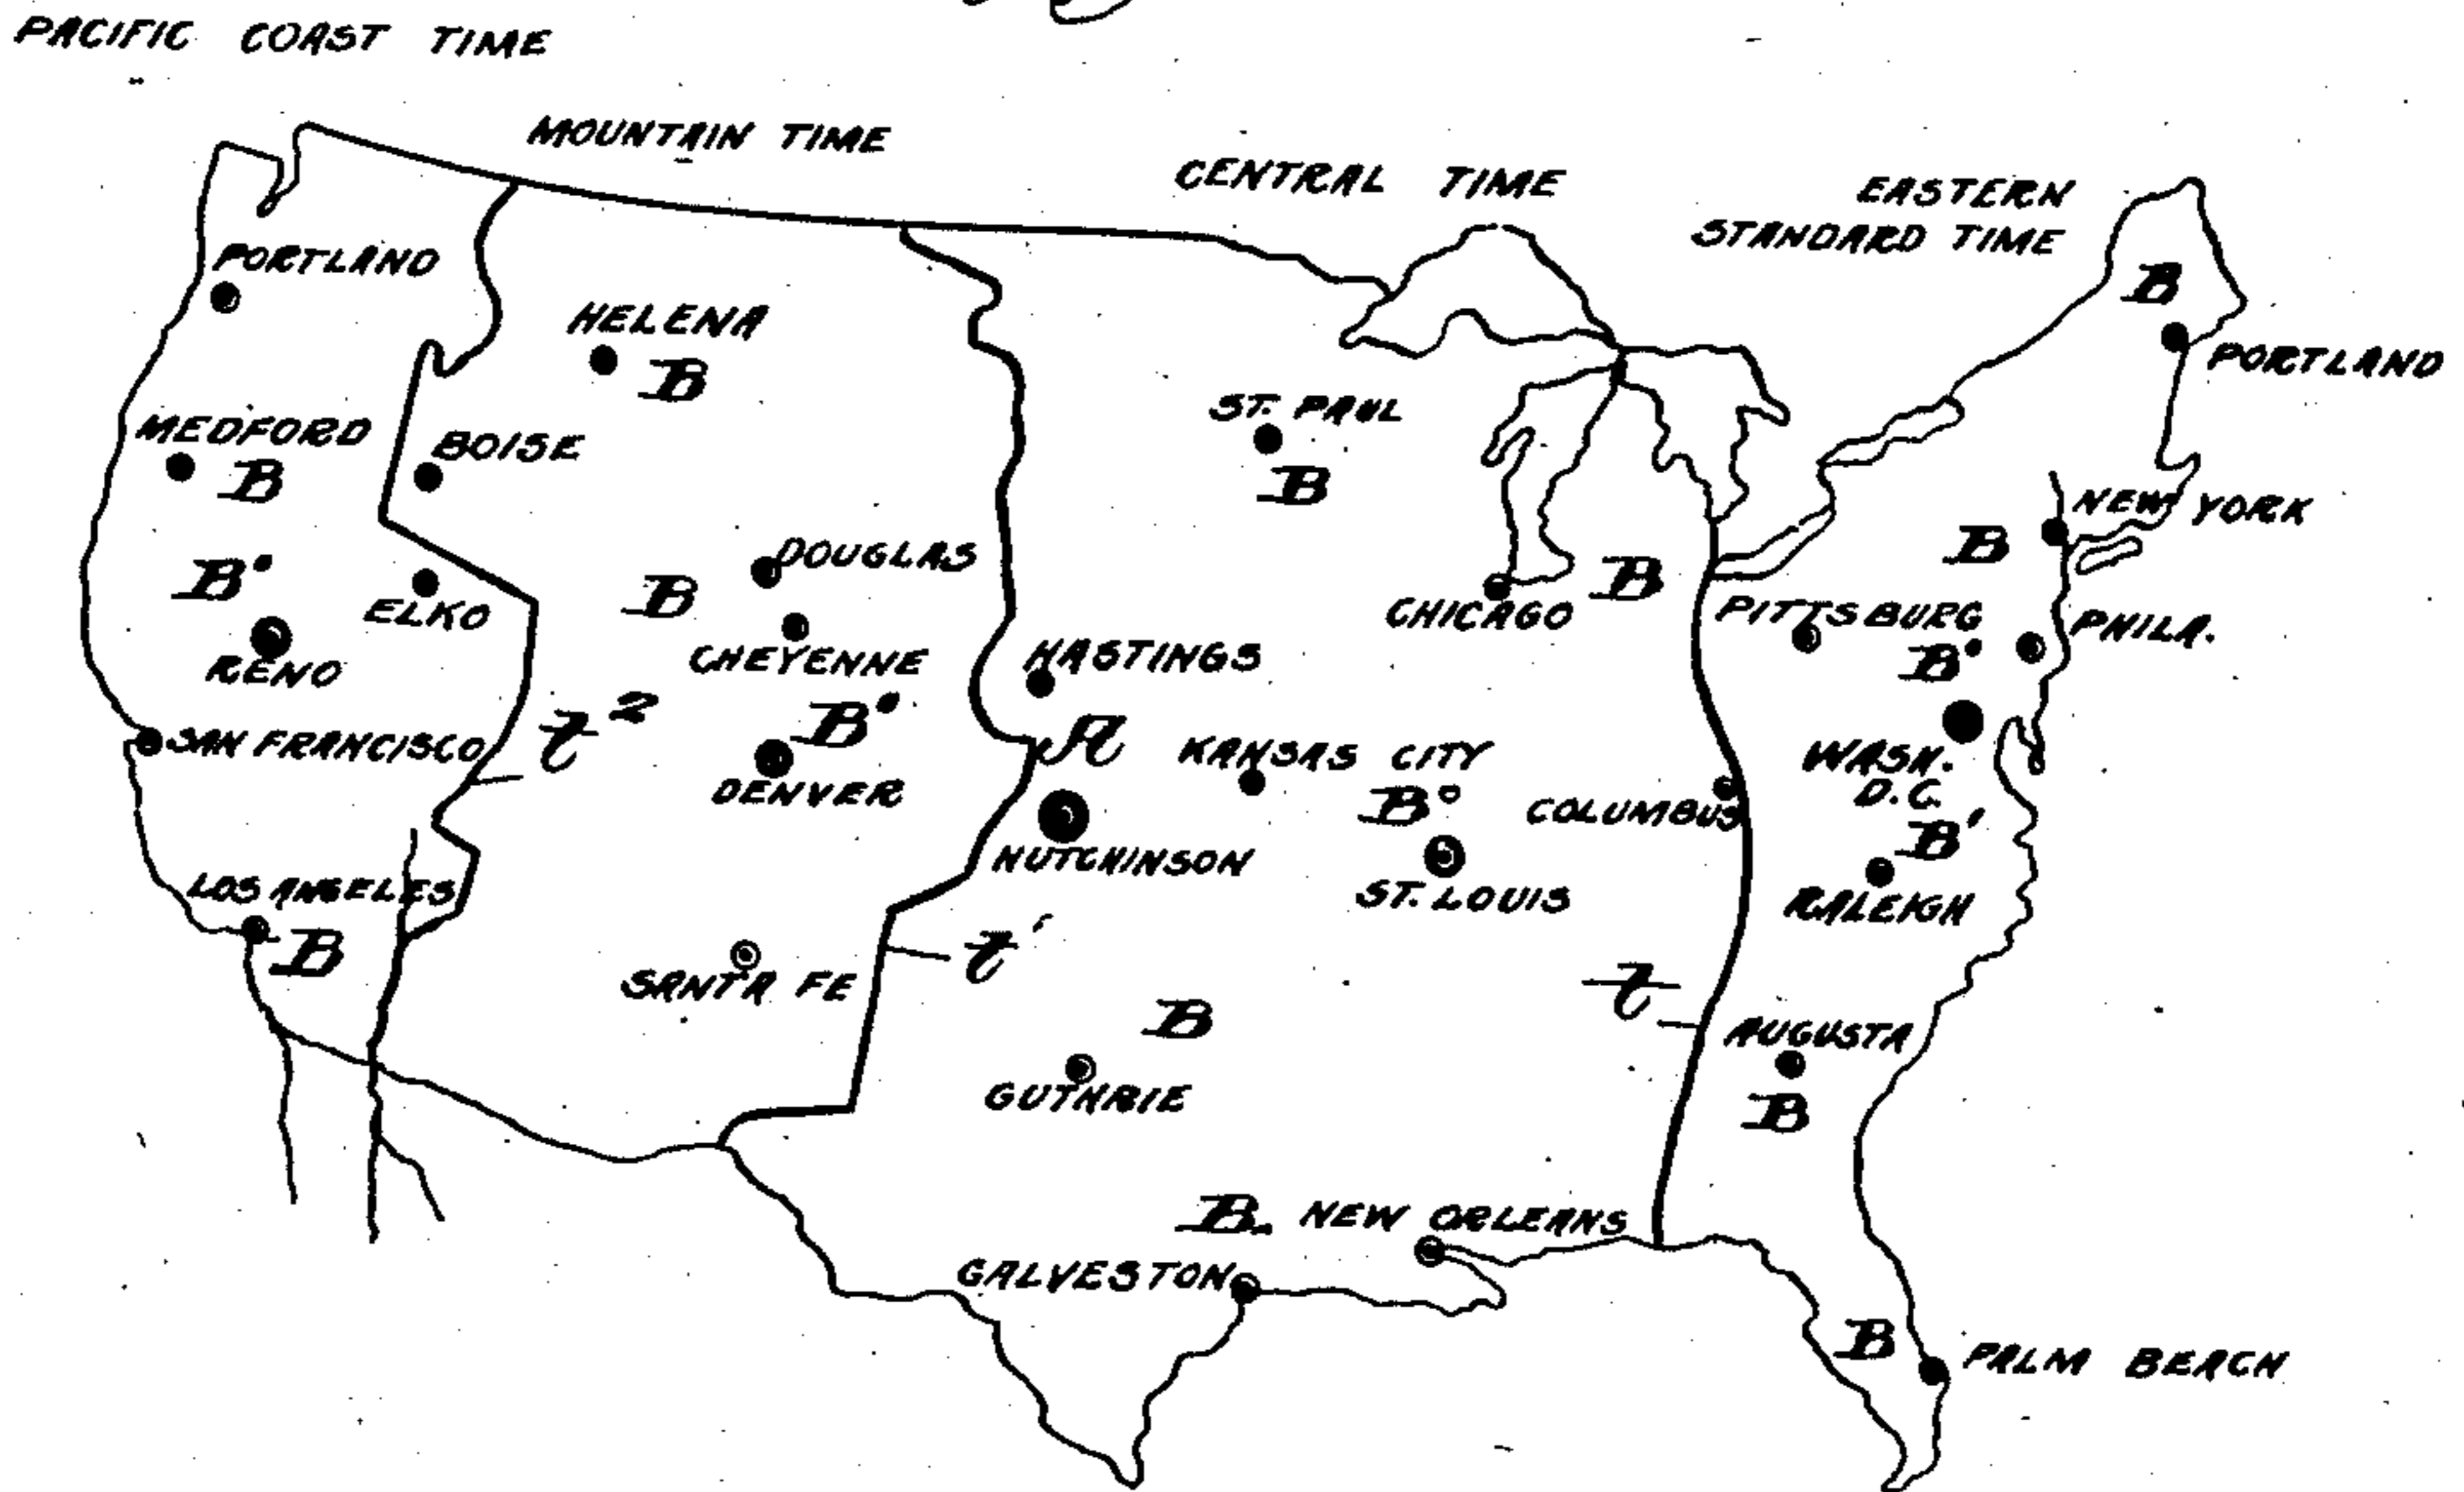 PACIFIC COAST TIME
MOUNTAIN TIME
CENTRAL TIME
EASTERN
STANDARD TIME
PORTLAND
B
HELENA
B
PORTLAND
MEDFORD
B
BOISE
ST. PAUL
B
NEW YORK
B
B°
ELKO
RENO
DOUGLAS
B
CHEYENNE
HASTINGS
CHICAGO
B
PITTSBURG
B°
PHILA.
SAN FRANCISCO
t²
B°
DENVER
A
KANSAS CITY
B°
HUTCHINSON
ST. LOUIS
COLUMBUS
WASH.
D.C.
B'
RALEIGH
LOS ANGELES
B
SANTA FE
t'
t
B
GUTHRIE
AUGUSTA
B
B.
NEW ORLEANS
GALVESTON
B
PALM BEACH